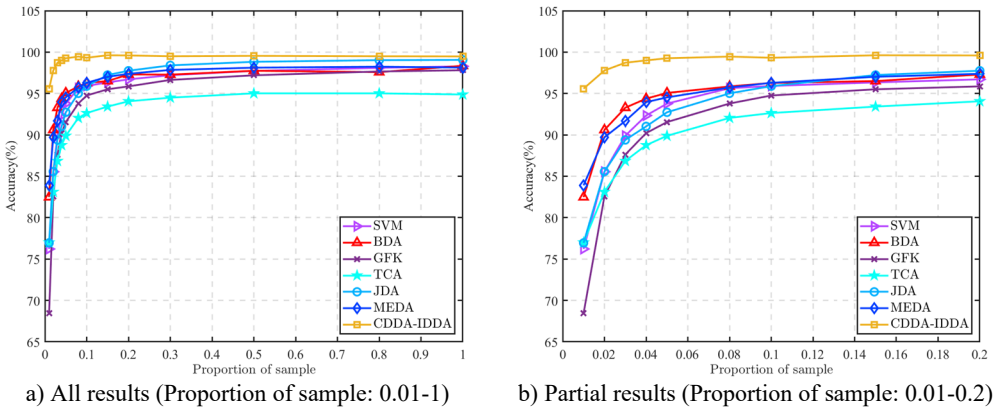 105
100
95
90
85
80
75
70
65
Accuracy(%)
SVM
BDA
GFK
TCA
JDA
MEDA
CDDA-IDDA
0 0.1 0.2 0.3 0.4 0.5 0.6 0.7 0.8 0.9 1
Proportion of sample
a) All results (Proportion of sample: 0.01-1)
105
100
95
90
85
80
75
70
65
Accuracy(%)
SVM
BDA
GFK
TCA
JDA
MEDA
CDDA-IDDA
0 0.02 0.04 0.06 0.08 0.1 0.12 0.14 0.16 0.18 0.2
Proportion of sample
b) Partial results (Proportion of sample: 0.01-0.2)